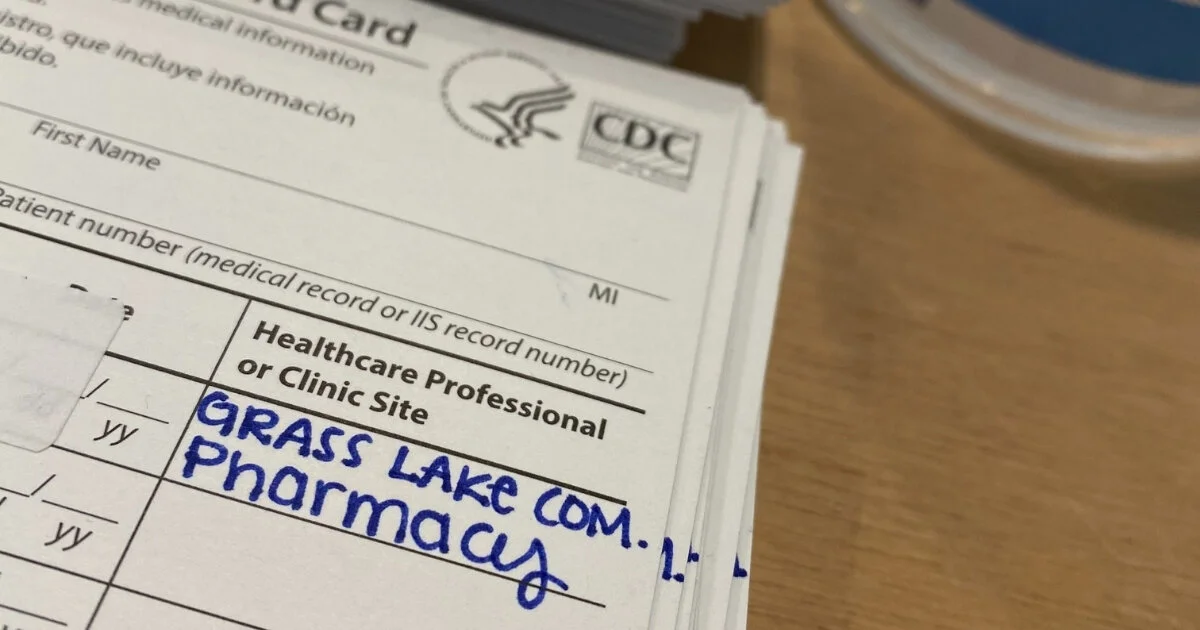 Card
medical information
istro, que incluye información
bido.
CDC
First Name
MI
Patient number (medical record or IIS record number)
Healthcare Professional
or Clinic Site
GRASS LAKE COM.
Pharmacy
/
yy
/
yy